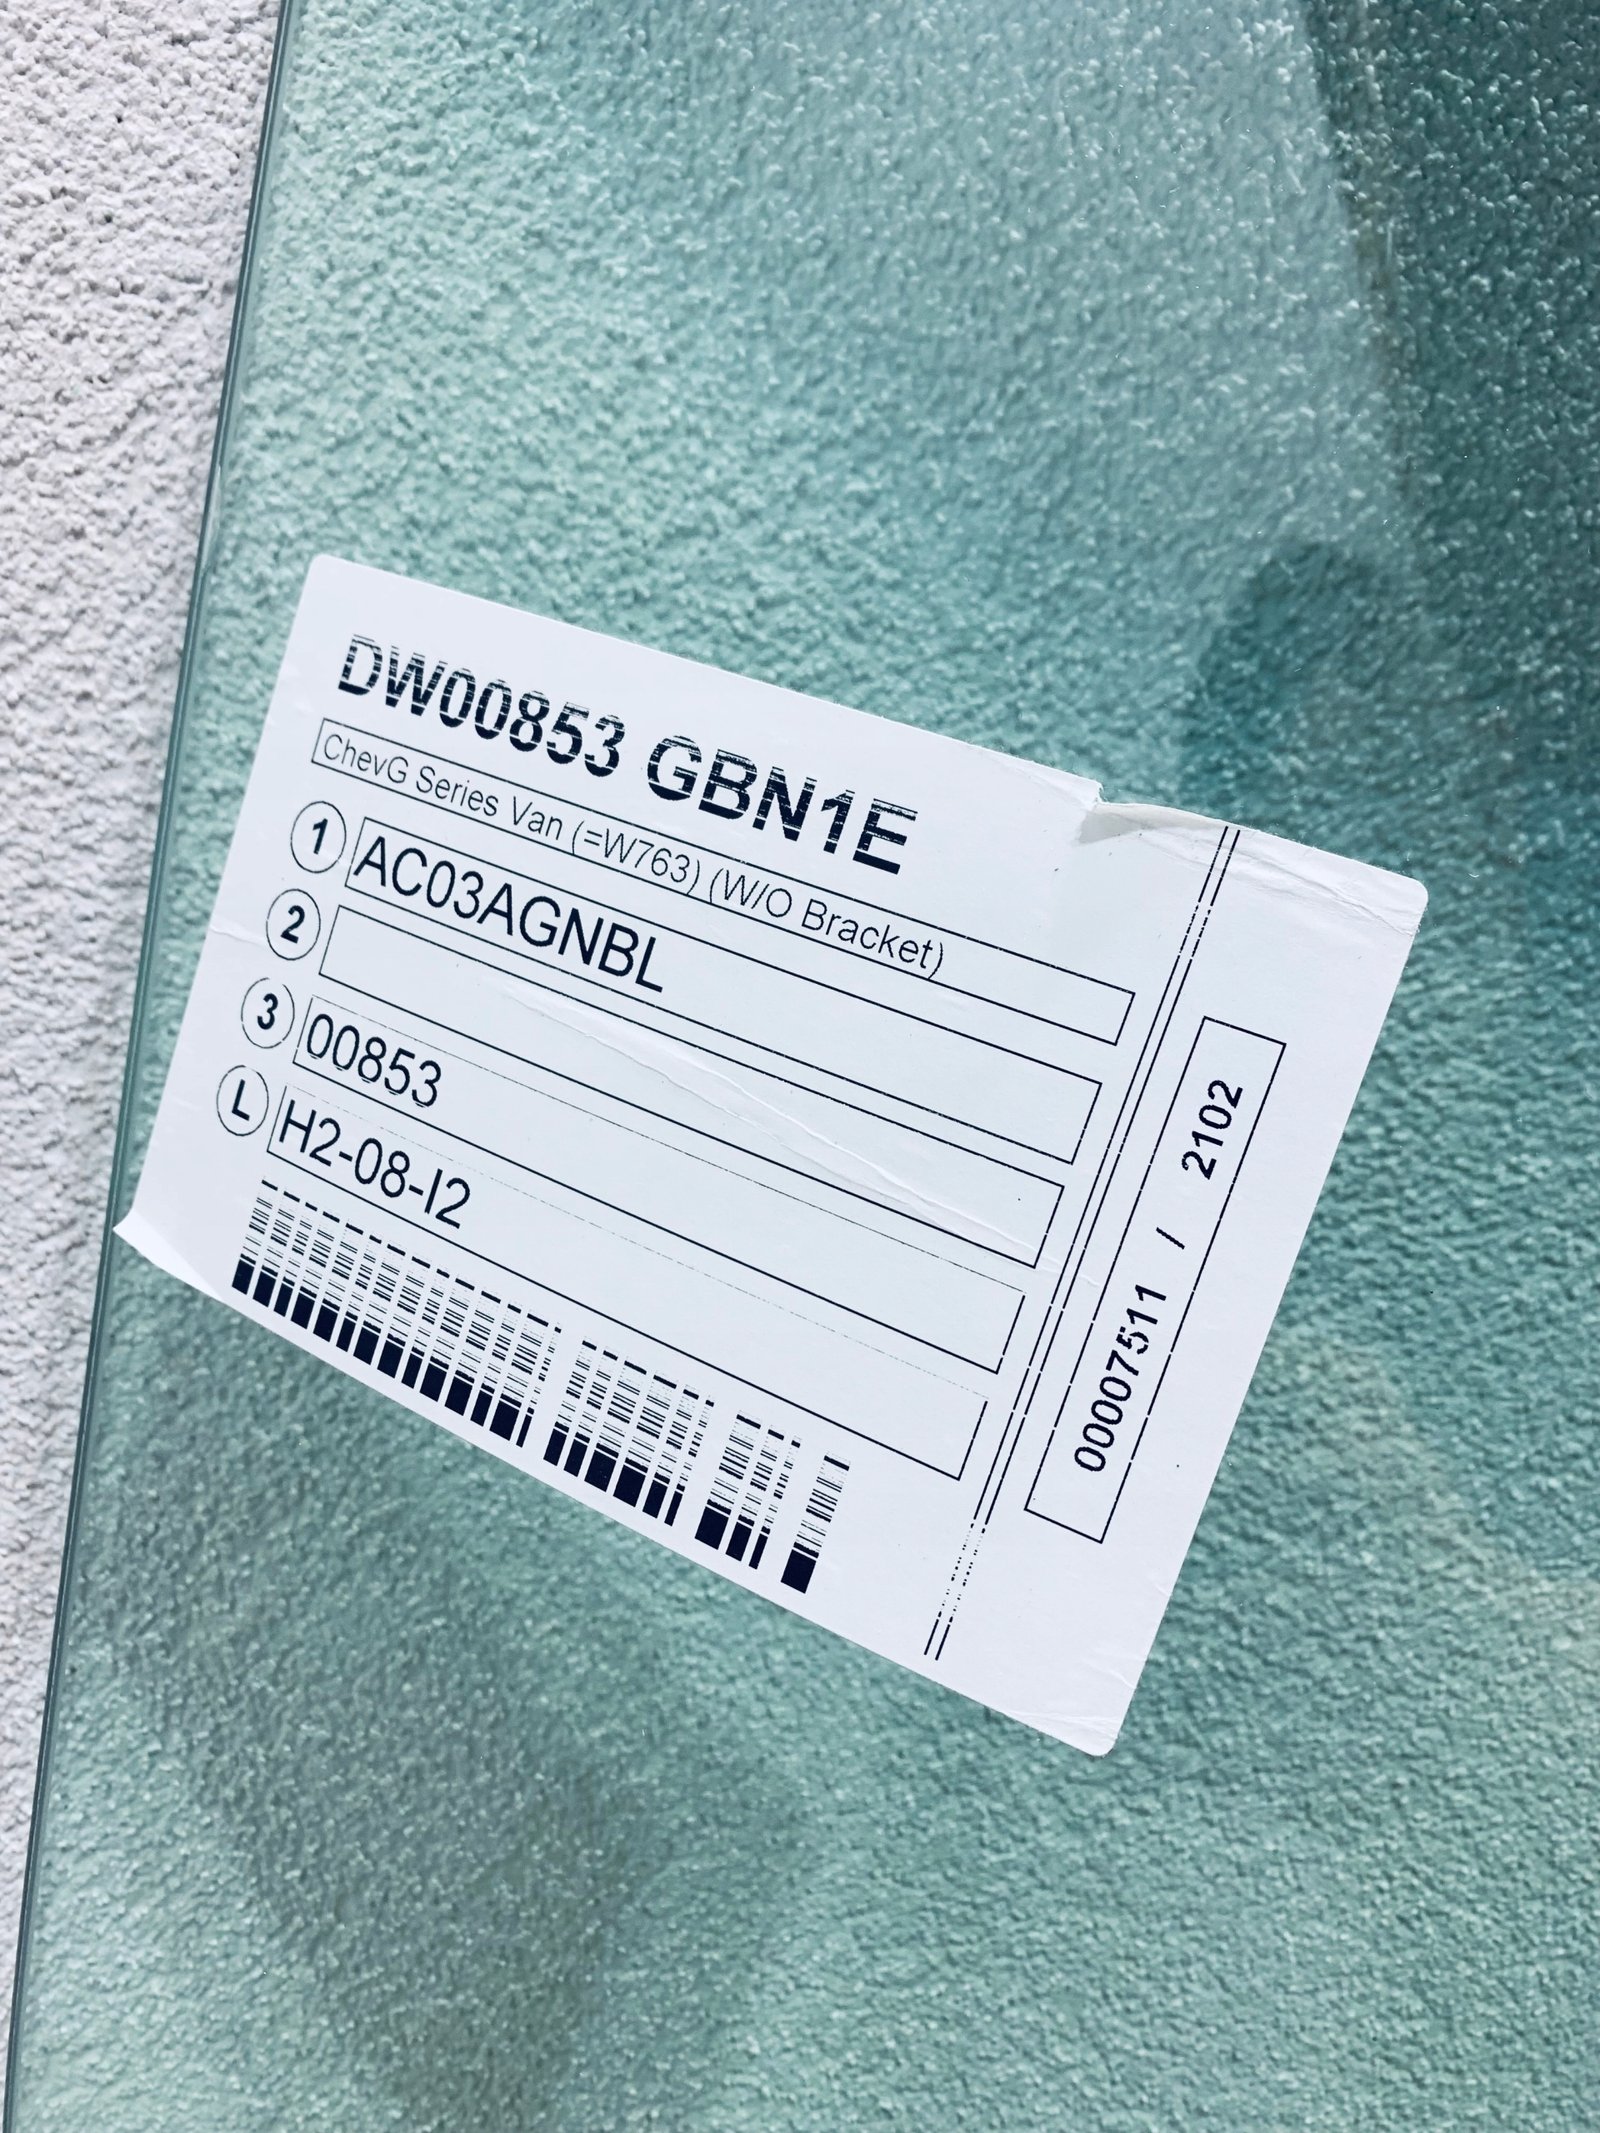 DW00853 GBN1E
ChevG Series Van (=W763) (W/O Bracket)
1 AC03AGNBL
2
3 00853
L H2-08-I2
00007511 / 2102